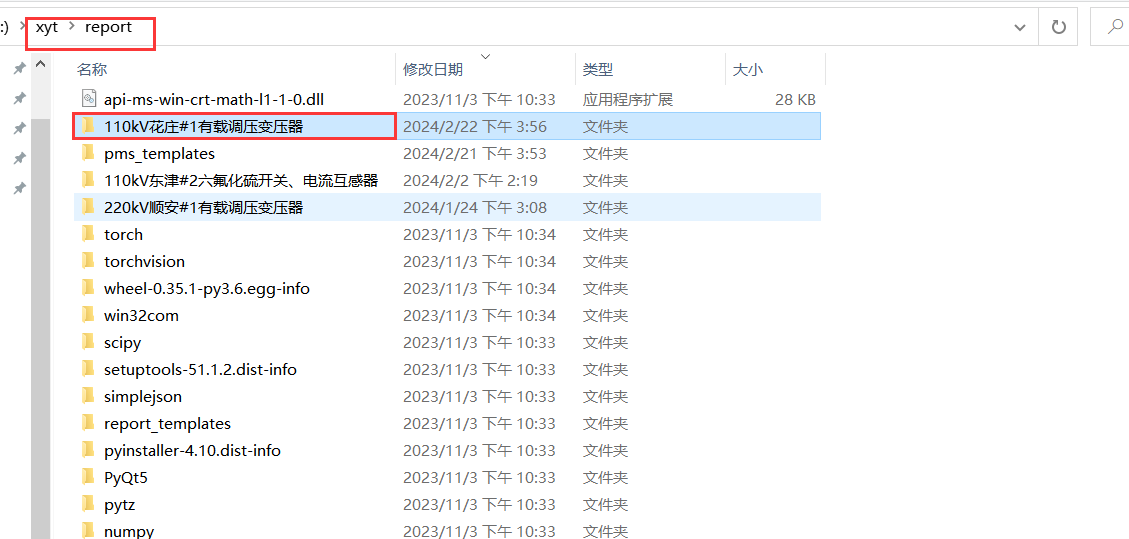 :) xyt report
名称 修改日期 类型 大小
api-ms-win-crt-math-l1-1-0.dll 2023/11/3 下午 10:33 应用程序扩展 28 KB
110kV花庄#1有载调压变压器 2024/2/22 下午 3:56 文件夹
pms_templates 2024/2/21 下午 3:53 文件夹
110kV东津#2六氟化硫开关、电流互感器 2024/2/2 下午 2:19 文件夹
220kV顺安#1有载调压变压器 2024/1/24 下午 3:08 文件夹
torch 2023/11/3 下午 10:34 文件夹
torchvision 2023/11/3 下午 10:34 文件夹
wheel-0.35.1-py3.6.egg-info 2023/11/3 下午 10:34 文件夹
win32com 2023/11/3 下午 10:34 文件夹
scipy 2023/11/3 下午 10:33 文件夹
setuptools-51.1.2.dist-info 2023/11/3 下午 10:33 文件夹
simplejson 2023/11/3 下午 10:33 文件夹
report_templates 2023/11/3 下午 10:33 文件夹
pyinstaller-4.10.dist-info 2023/11/3 下午 10:33 文件夹
PyQt5 2023/11/3 下午 10:33 文件夹
pytz 2023/11/3 下午 10:33 文件夹
numpy 2023/11/3 下午 10:33 文件夹